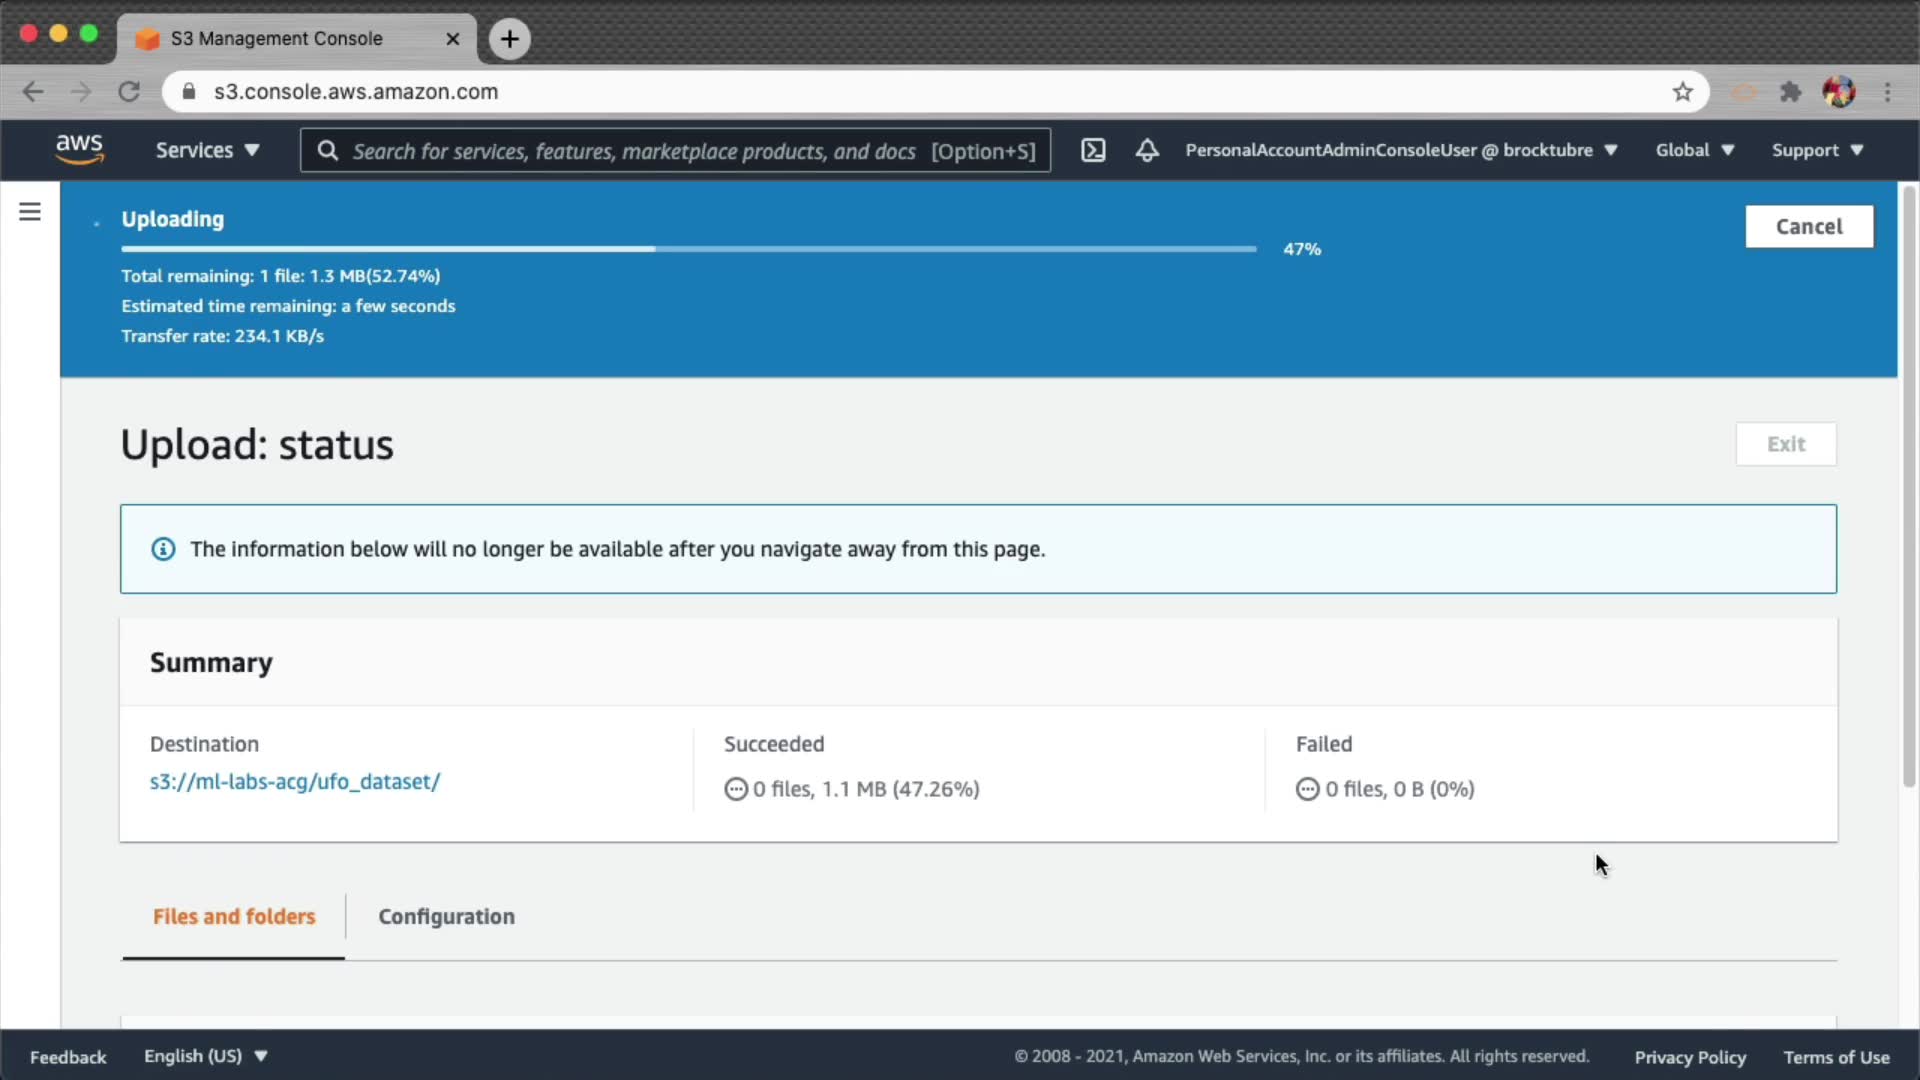 S3 Management Console
s3.console.aws.amazon.com
aws
Services
Search for services, features, marketplace products, and docs [Option+S]
PersonalAccountAdminConsoleUser @ brocktubre
Global
Support
Uploading
47%
Cancel
Total remaining: 1 file: 1.3 MB(52.74%)
Estimated time remaining: a few seconds
Transfer rate: 234.1 KB/s
Upload: status
Exit
The information below will no longer be available after you navigate away from this page.
Summary
Destination
s3://ml-labs-acg/ufo_dataset/
Succeeded
0 files, 1.1 MB (47.26%)
Failed
0 files, 0 B (0%)
Files and folders
Configuration
Feedback
English (US)
© 2008 - 2021, Amazon Web Services, Inc. or its affiliates. All rights reserved.
Privacy Policy
Terms of Use